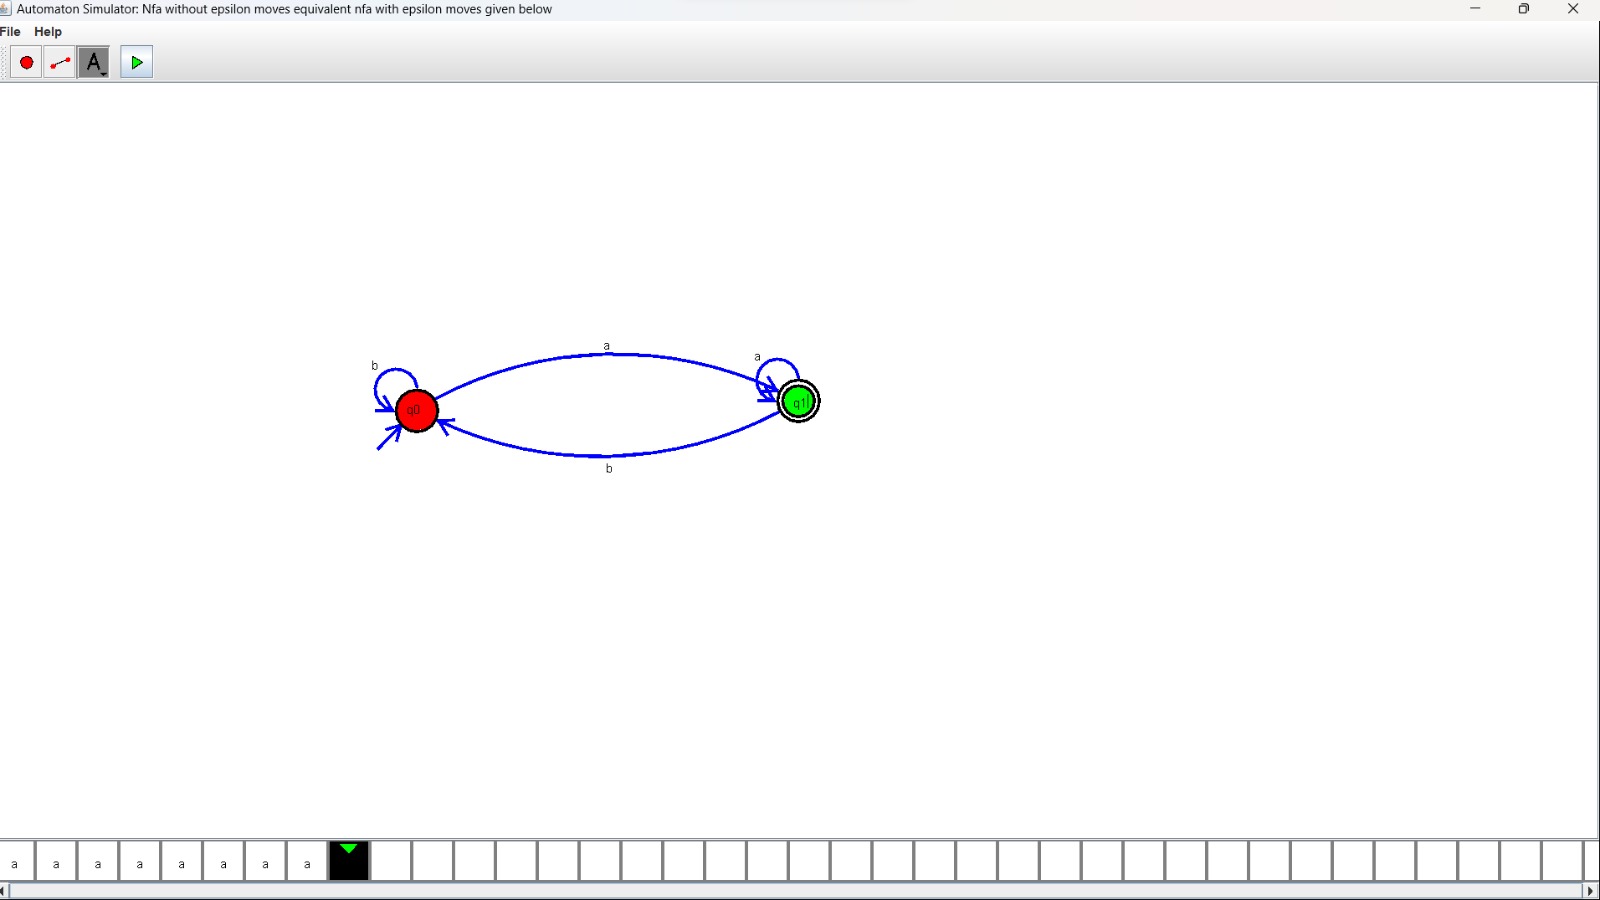 Automaton Simulator: Nfa without epsilon moves equivalent nfa with epsilon moves given below
File Help
A
a
b
a
q0
q1
b
a a a a a a a a